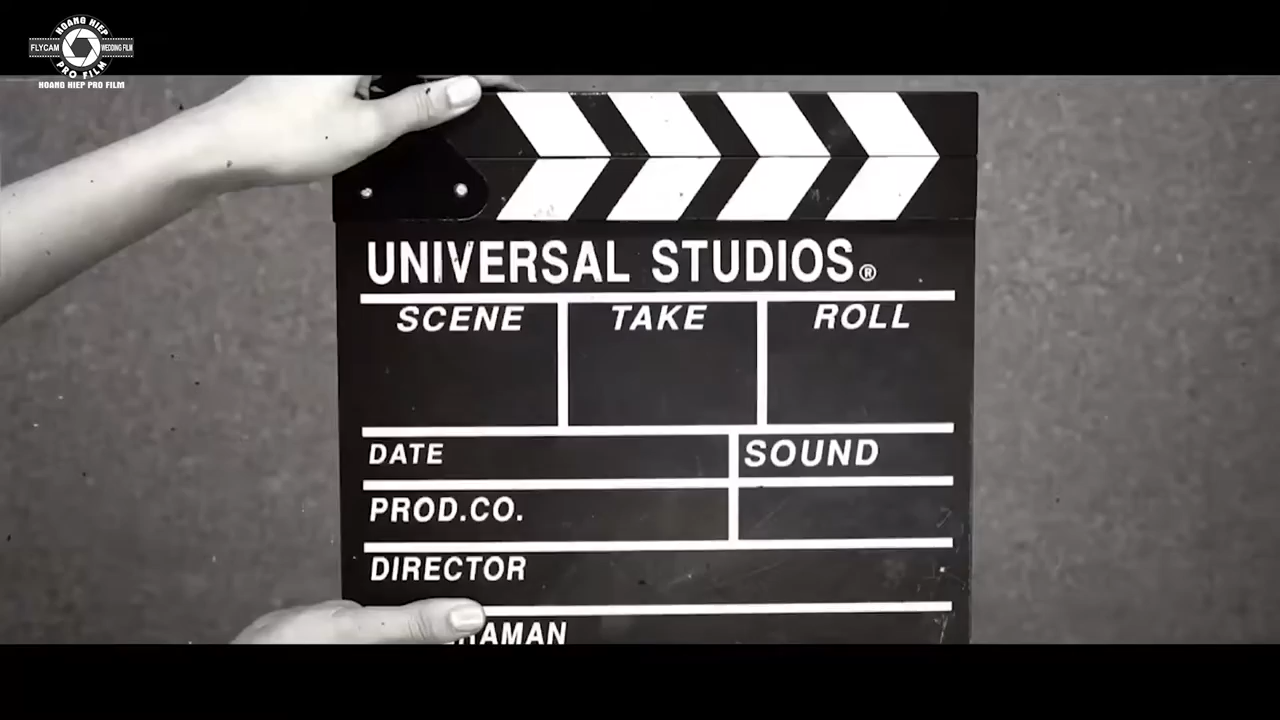 HOANG HIEP
FLYCAM
WEDDING FILM
PRO FILM
HOANG HIEP PRO FILM
UNIVERSAL STUDIOS®
SCENE TAKE ROLL
DATE SOUND
PROD.CO.
DIRECTOR
RAMAN